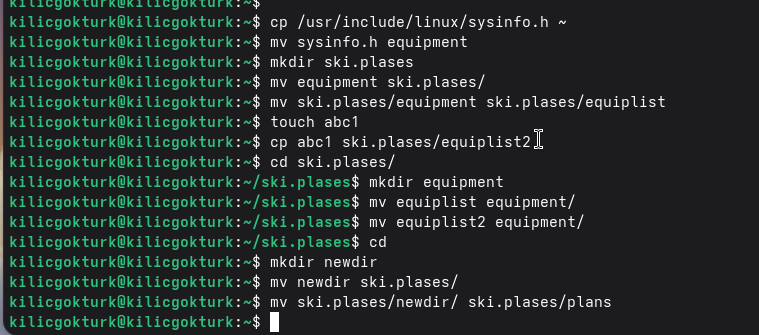 kilicgokturk@kilicgokturk:~$
kilicgokturk@kilicgokturk:~$ cp /usr/include/linux/sysinfo.h ~
kilicgokturk@kilicgokturk:~$ mv sysinfo.h equipment
kilicgokturk@kilicgokturk:~$ mkdir ski.plases
kilicgokturk@kilicgokturk:~$ mv equipment ski.plases/
kilicgokturk@kilicgokturk:~$ mv ski.plases/equipment ski.plases/equiplist
kilicgokturk@kilicgokturk:~$ touch abc1
kilicgokturk@kilicgokturk:~$ cp abc1 ski.plases/equiplist2
kilicgokturk@kilicgokturk:~$ cd ski.plases/
kilicgokturk@kilicgokturk:~/ski.plases$ mkdir equipment
kilicgokturk@kilicgokturk:~/ski.plases$ mv equiplist equipment/
kilicgokturk@kilicgokturk:~/ski.plases$ mv equiplist2 equipment/
kilicgokturk@kilicgokturk:~/ski.plases$ cd
kilicgokturk@kilicgokturk:~$ mkdir newdir
kilicgokturk@kilicgokturk:~$ mv newdir ski.plases/
kilicgokturk@kilicgokturk:~$ mv ski.plases/newdir/ ski.plases/plans
kilicgokturk@kilicgokturk:~$